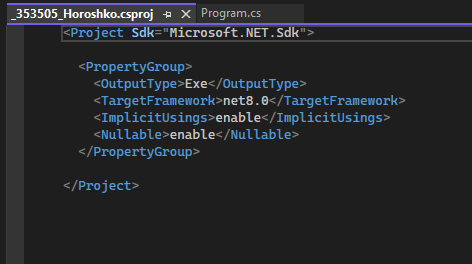 _353505_Horoshko.csproj Program.cs
<Project Sdk="Microsoft.NET.Sdk">
<PropertyGroup>
<OutputType>Exe</OutputType>
<TargetFramework>net8.0</TargetFramework>
<ImplicitUsings>enable</ImplicitUsings>
<Nullable>enable</Nullable>
</PropertyGroup>
</Project>